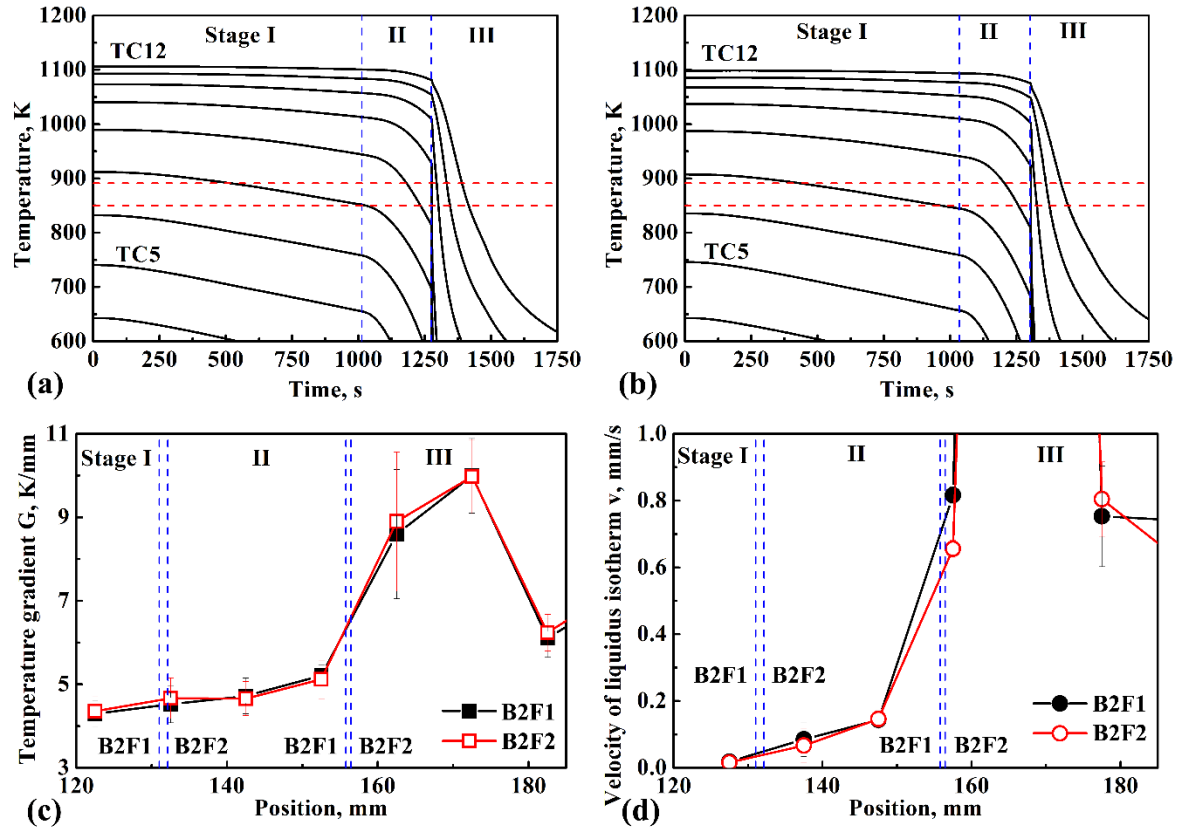 1200
1100
1000
900
800
700
600
Temperature, K
Stage I
II
III
TC12
TC5
0
250
500
750
1000
1250
1500
1750
Time, s
(a)
1200
1100
1000
900
800
700
600
Temperature, K
Stage I
II
III
TC12
TC5
0
250
500
750
1000
1250
1500
1750
Time, s
(b)
11
9
7
5
3
Temperature gradient G, K/mm
Stage I
II
III
B2F1
B2F2
B2F1
B2F2
B2F1
B2F2
120
140
160
180
Position, mm
(c)
1.0
0.8
0.6
0.4
0.2
0.0
Velocity of liquidus isotherm v, mm/s
Stage I
II
III
B2F1
B2F2
B2F1
B2F2
B2F1
B2F2
120
140
160
180
Position, mm
(d)